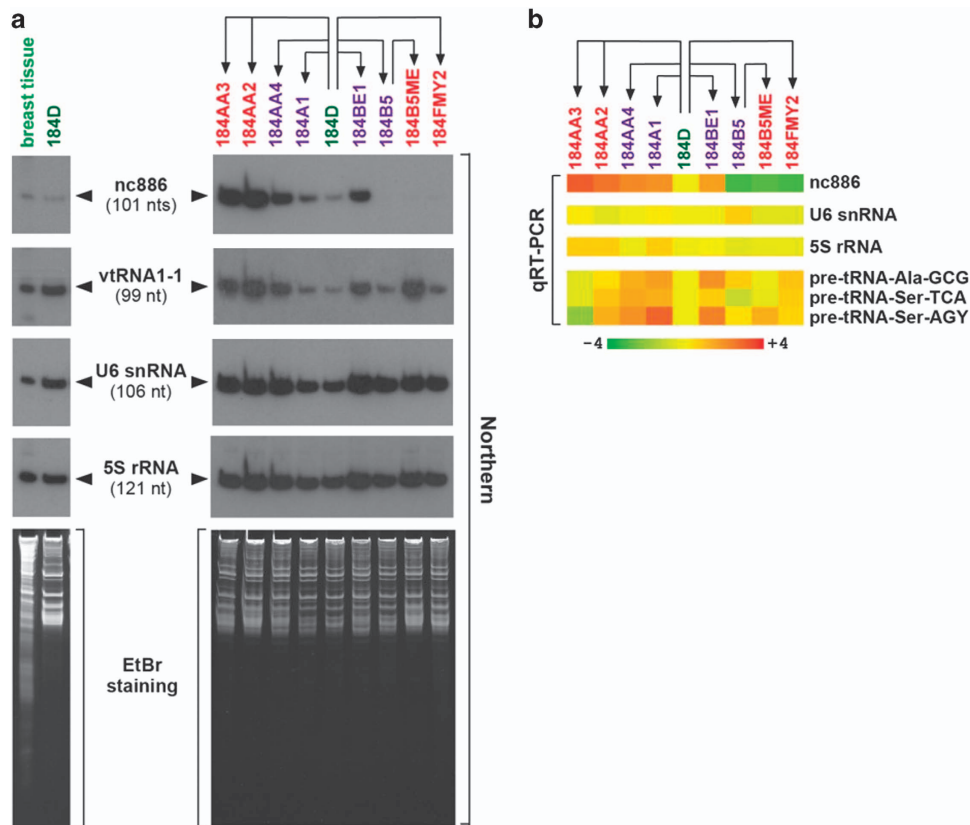 a
breast tissue
184D
184AA3
184AA2
184AA4
184A1
184D
184BE1
184B5
184B5ME
184FMY2
nc886
(101 nts)
vtRNA1-1
(99 nt)
U6 snRNA
(106 nt)
5S rRNA
(121 nt)
EtBr
staining
Northern
b
184AA3
184AA2
184AA4
184A1
184D
184BE1
184B5
184B5ME
184FMY2
qRT-PCR
nc886
U6 snRNA
5S rRNA
pre-tRNA-Ala-GCG
pre-tRNA-Ser-TCA
pre-tRNA-Ser-AGY
-4 +4